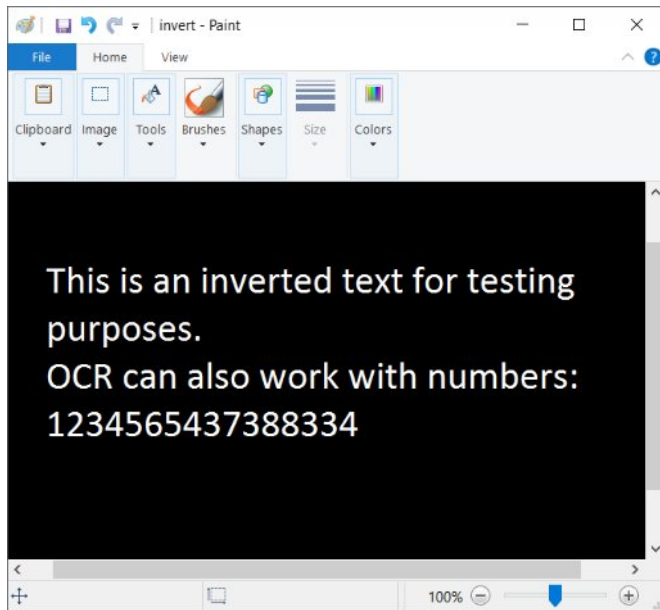 invert - Paint
File Home View
Clipboard Image Tools Brushes Shapes Size Colors
This is an inverted text for testing
purposes.
OCR can also work with numbers:
1234565437388334
100%